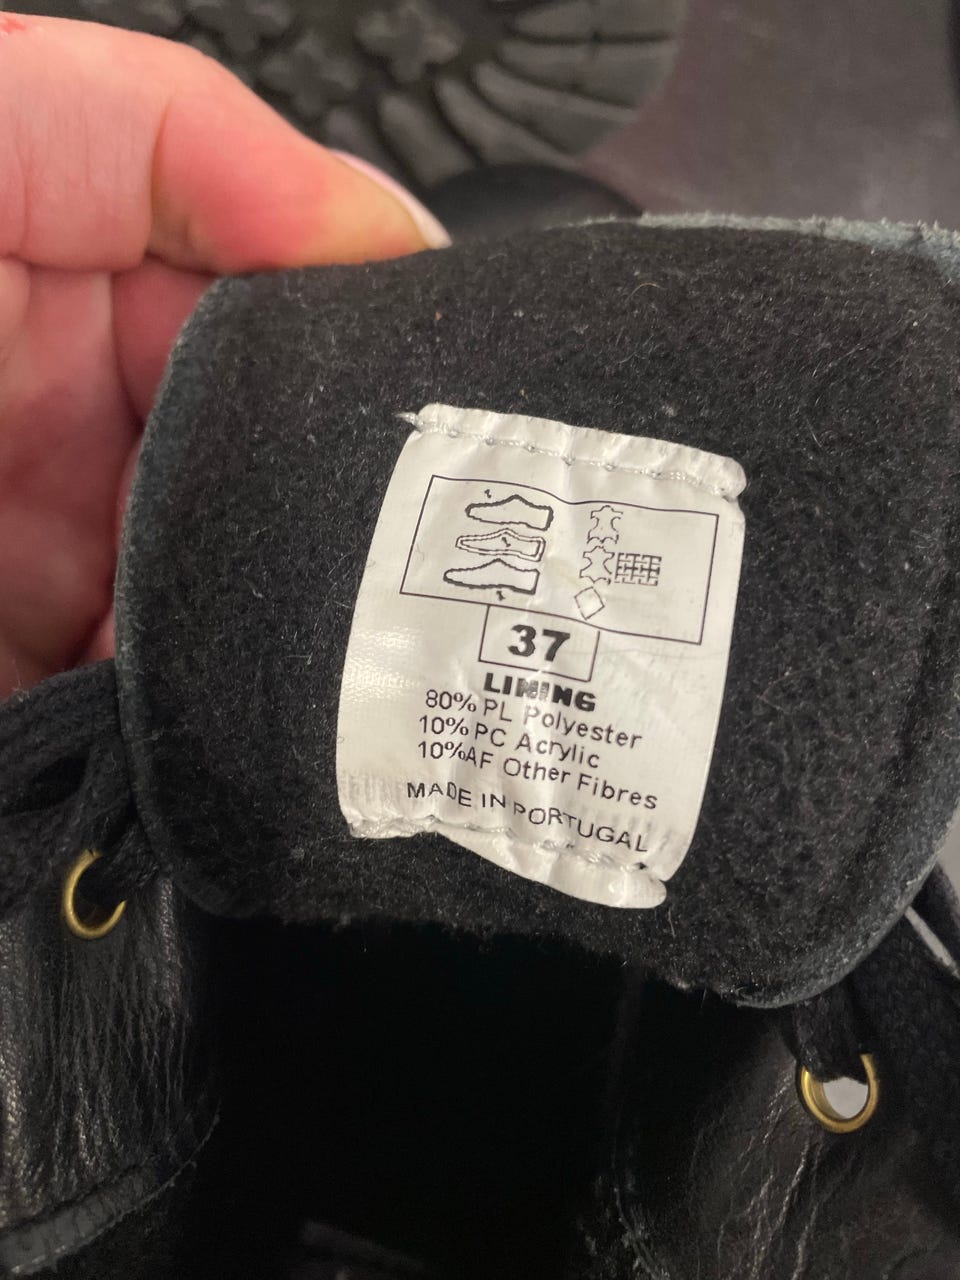 37
LINING
80% PL Polyester
10% PC Acrylic
10%AF Other Fibres
MADE IN PORTUGAL